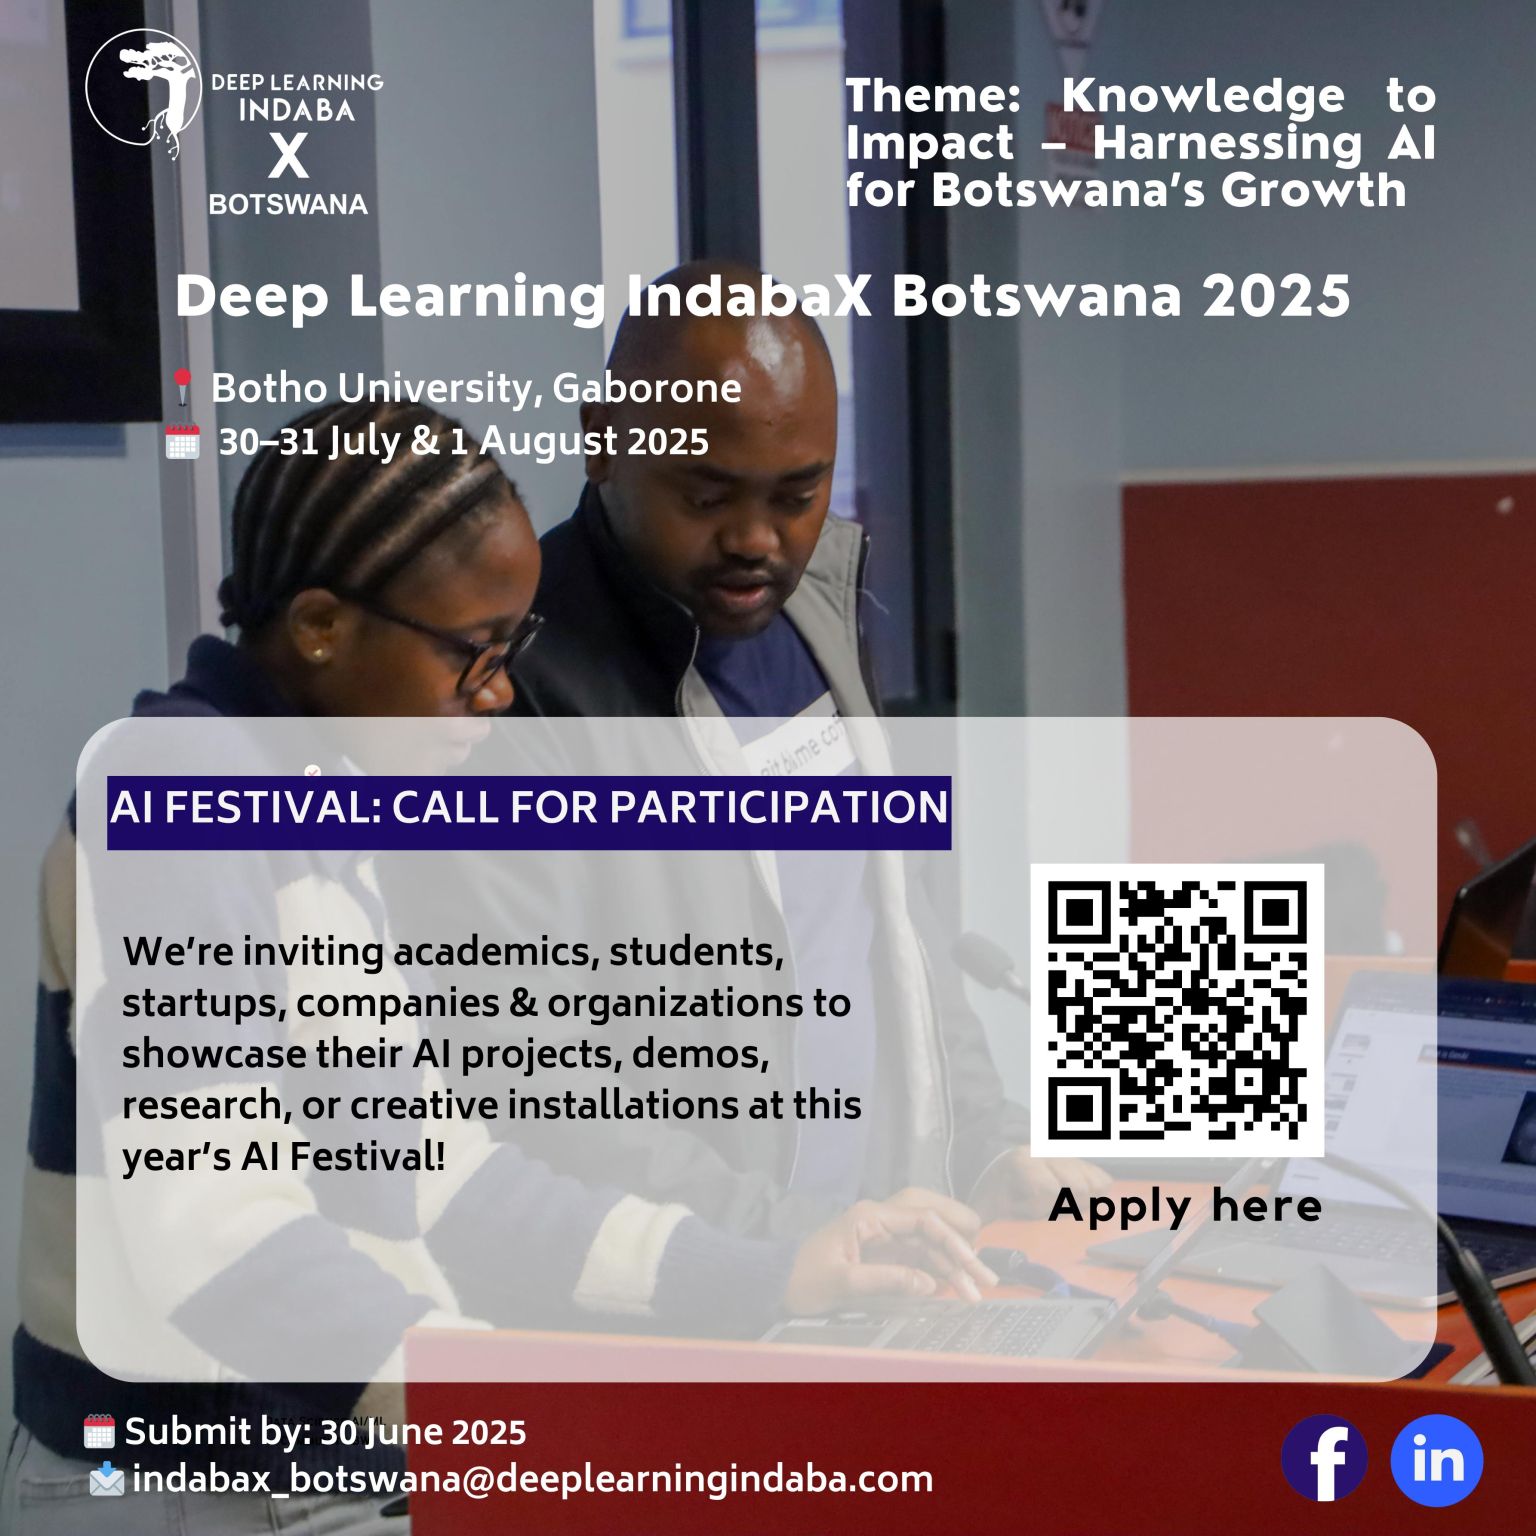 DEEP LEARNING
INDABA
X
BOTSWANA
Theme: Knowledge to
Impact – Harnessing AI
for Botswana's Growth
Deep Learning IndabaX Botswana 2025
Botho University, Gaborone
30–31 July & 1 August 2025
AI FESTIVAL: CALL FOR PARTICIPATION
We're inviting academics, students,
startups, companies & organizations to
showcase their AI projects, demos,
research, or creative installations at this
year's AI Festival!
Apply here
Submit by: 30 June 2025
indabax_botswana@deeplearningindaba.com
f
in